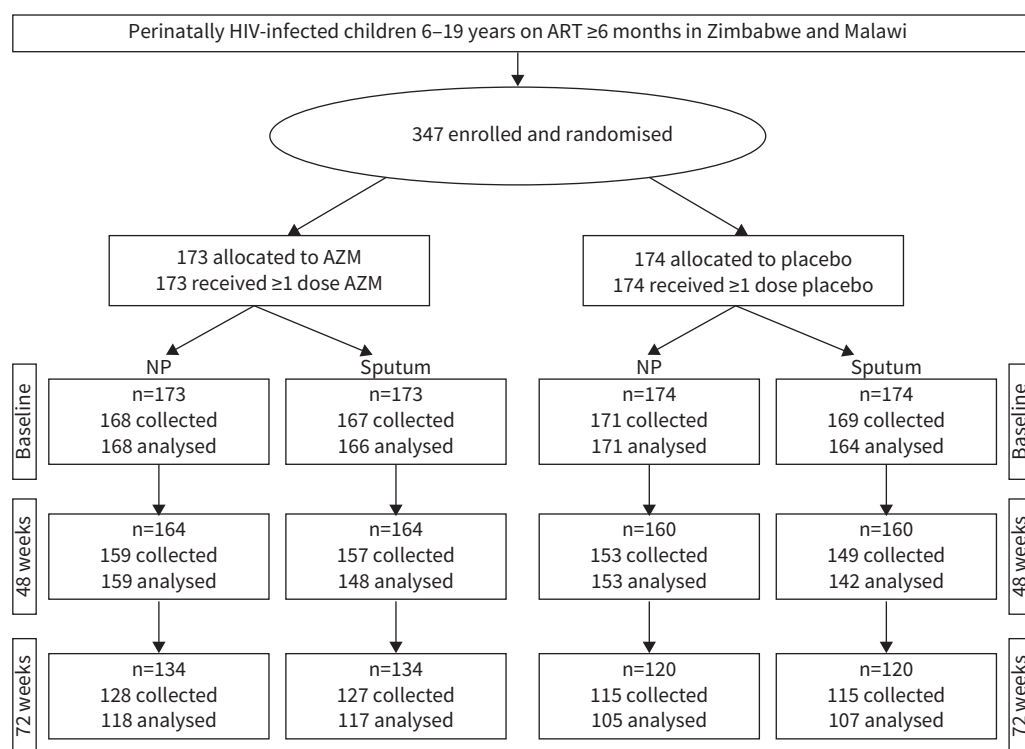 Perinatally HIV-infected children 6–19 years on ART ≥6 months in Zimbabwe and Malawi
347 enrolled and randomised
173 allocated to AZM
173 received ≥1 dose AZM
174 allocated to placebo
174 received ≥1 dose placebo
NP
Sputum
NP
Sputum
Baseline
n=173
168 collected
168 analysed
n=173
167 collected
166 analysed
n=174
171 collected
171 analysed
n=174
169 collected
164 analysed
Baseline
48 weeks
n=164
159 collected
159 analysed
n=164
157 collected
148 analysed
n=160
153 collected
153 analysed
n=160
149 collected
142 analysed
48 weeks
72 weeks
n=134
128 collected
118 analysed
n=134
127 collected
117 analysed
n=120
115 collected
105 analysed
n=120
115 collected
107 analysed
72 weeks